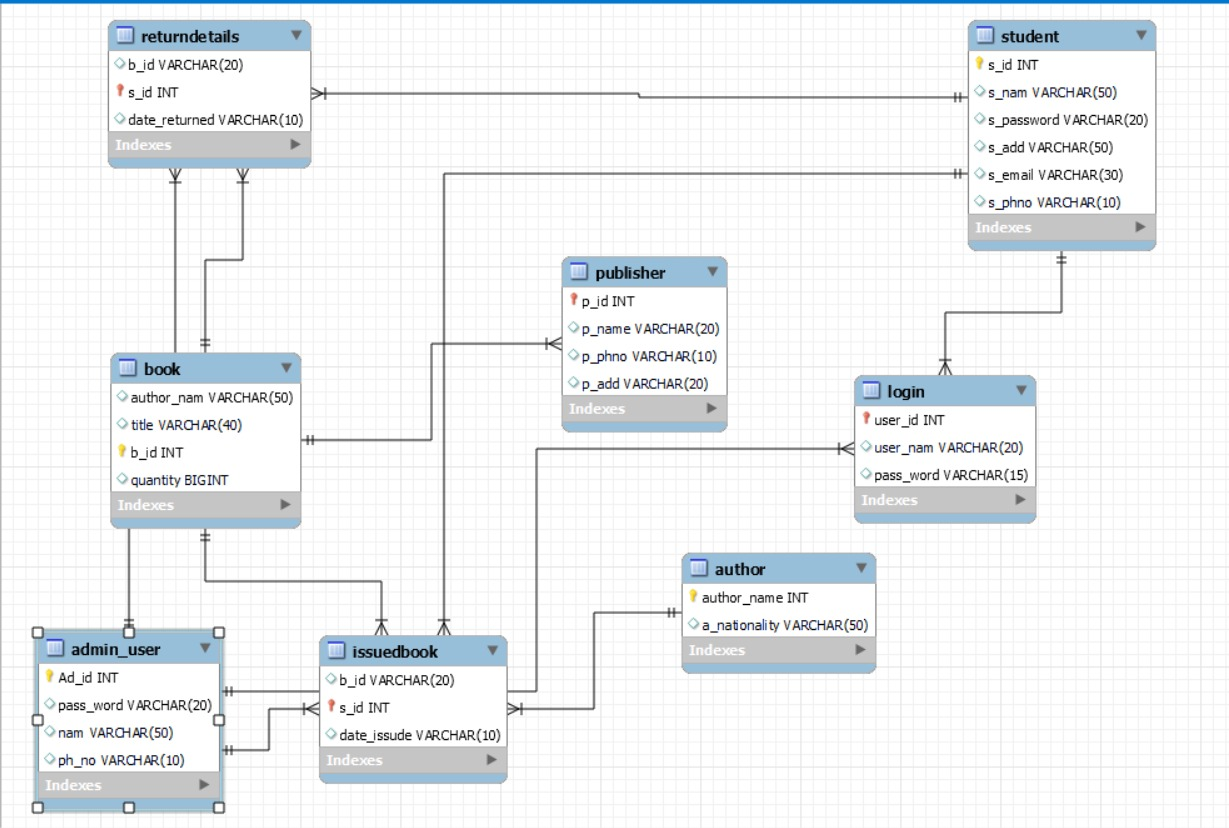 returndetails
b_id VARCHAR(20)
s_id INT
date_returned VARCHAR(10)
Indexes
student
s_id INT
s_nam VARCHAR(50)
s_password VARCHAR(20)
s_add VARCHAR(50)
s_email VARCHAR(30)
s_phno VARCHAR(10)
Indexes
publisher
p_id INT
p_name VARCHAR(20)
p_phno VARCHAR(10)
p_add VARCHAR(20)
Indexes
book
author_nam VARCHAR(50)
title VARCHAR(40)
b_id INT
quantity BIGINT
Indexes
login
user_id INT
user_nam VARCHAR(20)
pass_word VARCHAR(15)
Indexes
author
author_name INT
a_nationality VARCHAR(50)
Indexes
admin_user
Ad_id INT
pass_word VARCHAR(20)
nam VARCHAR(50)
ph_no VARCHAR(10)
Indexes
issuedbook
b_id VARCHAR(20)
s_id INT
date_issude VARCHAR(10)
Indexes